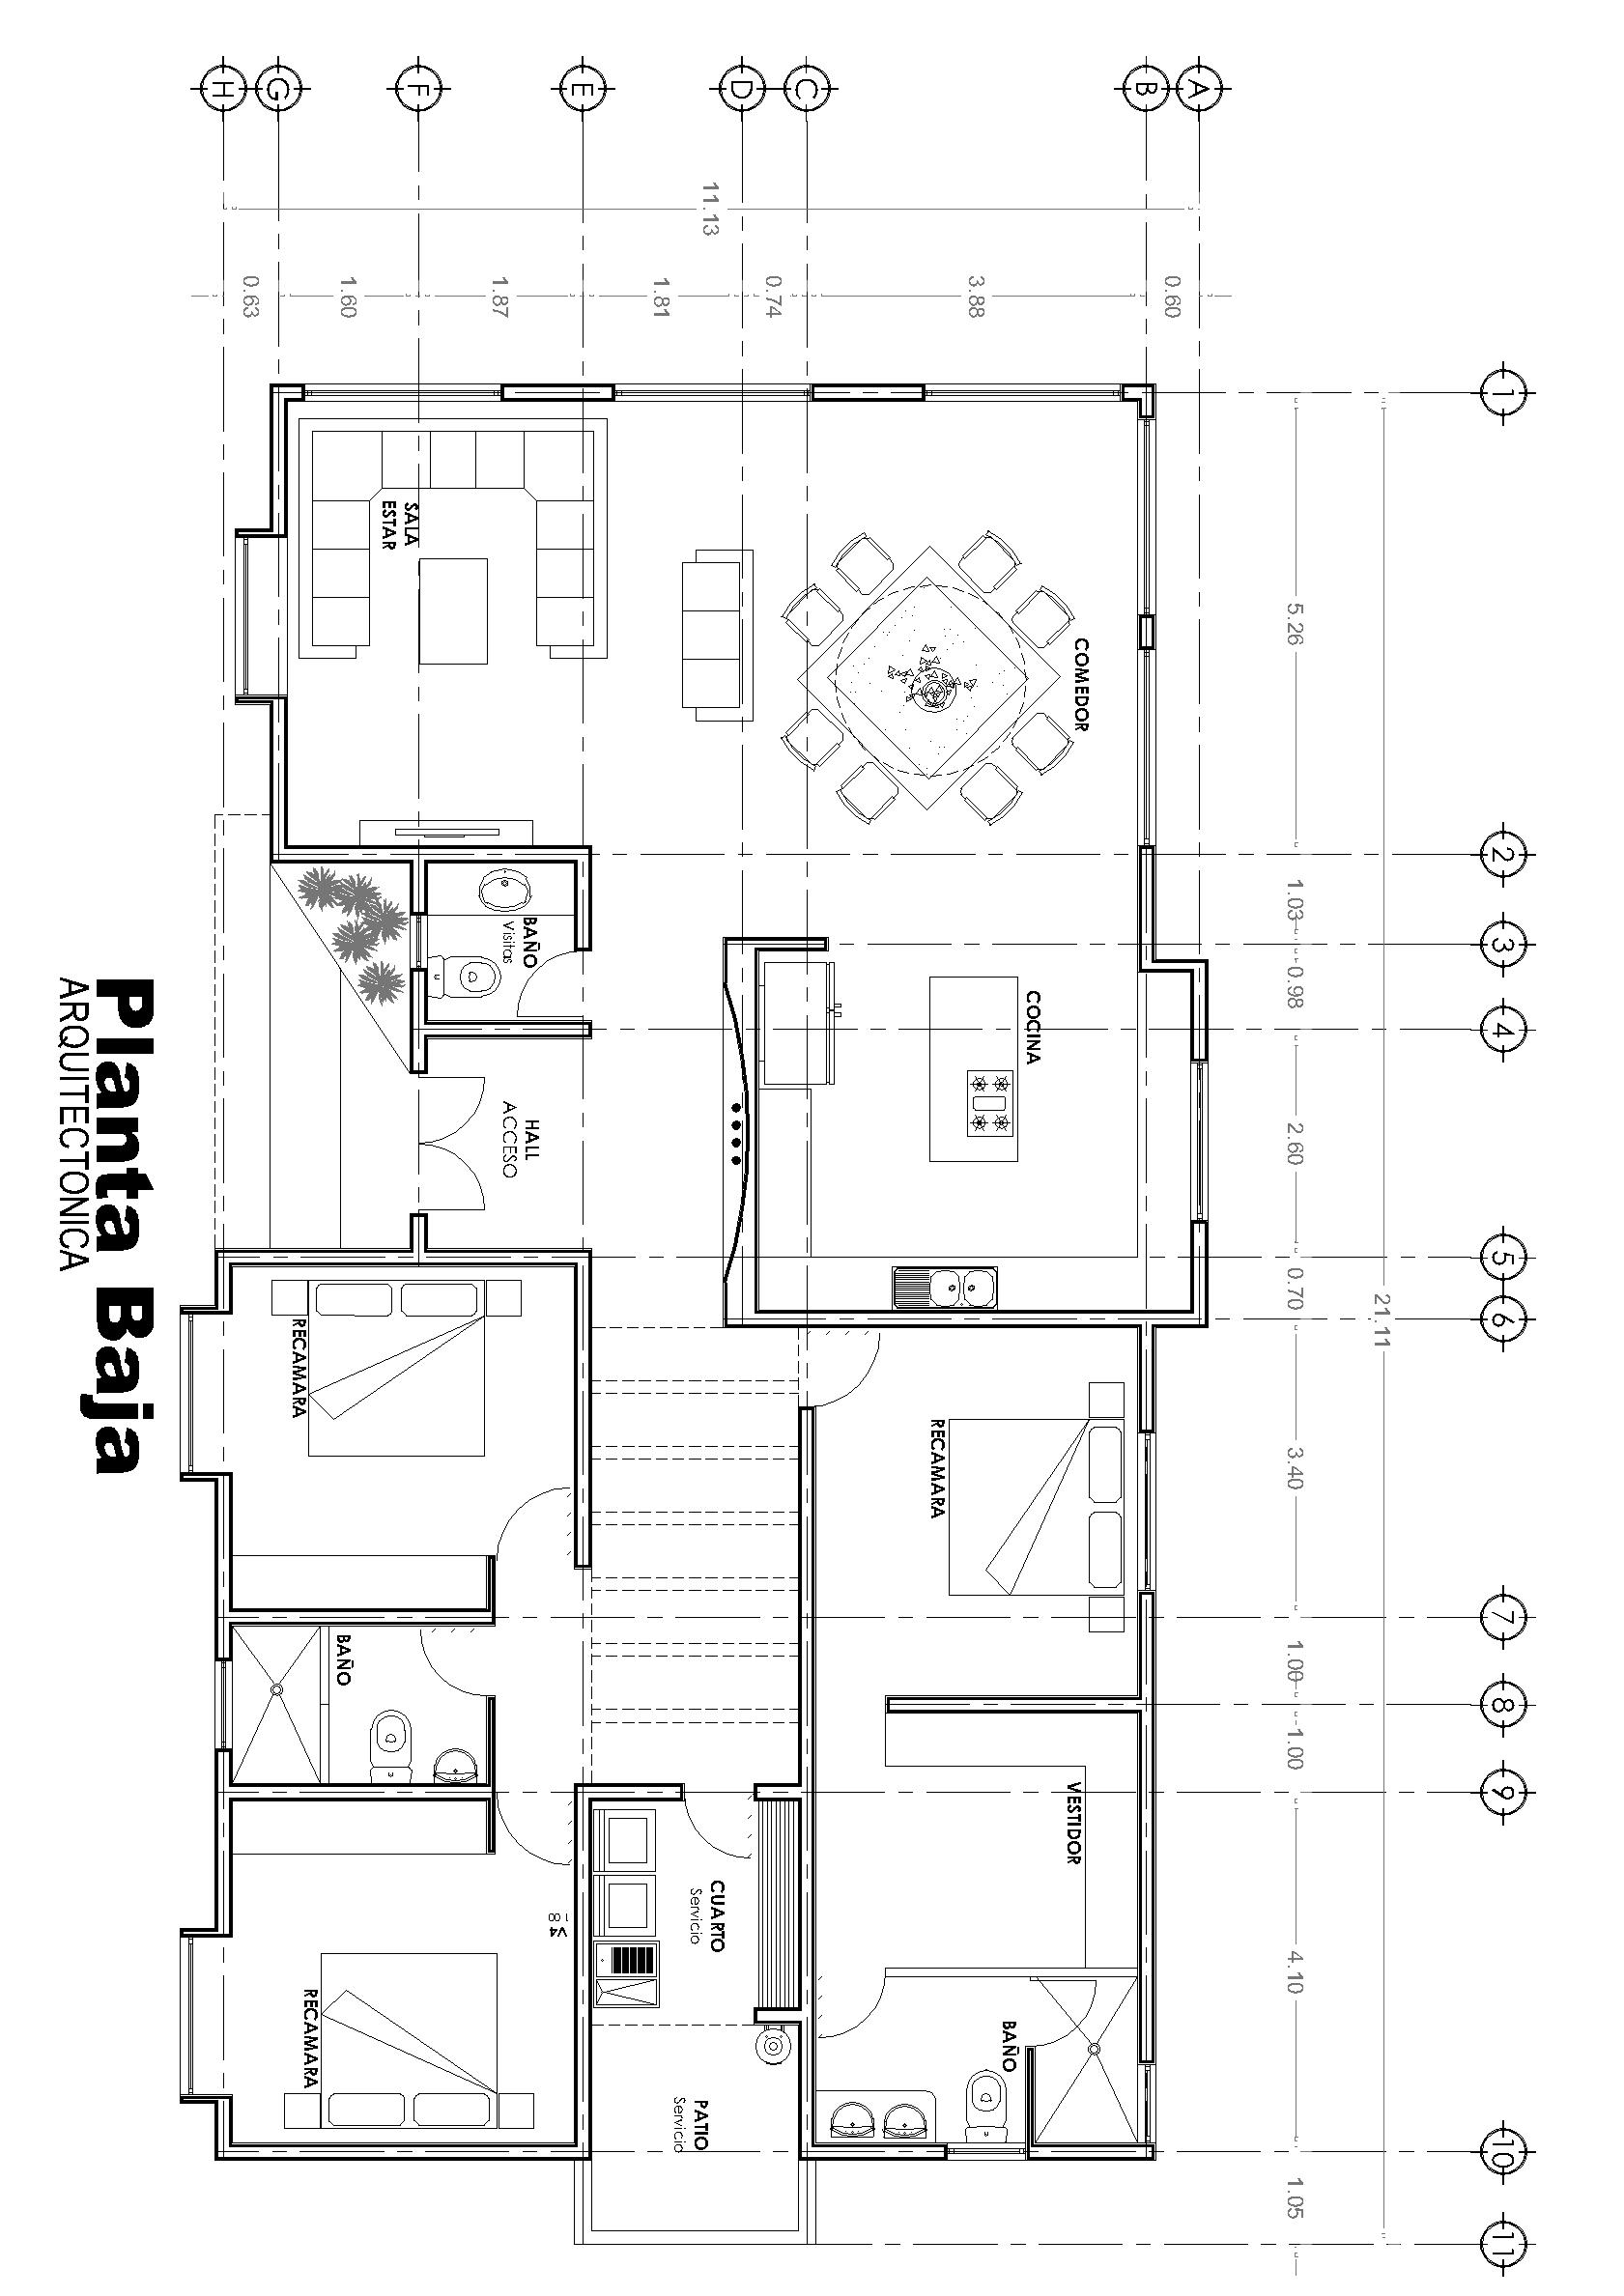 1
2
3
4
5
6
7
8
9
10
11
21.11
5.26
1.03
0.98
2.60
0.70
3.40
1.00
1.00
4.10
1.05
A
B
C
D
E
F
G
H
11.13
0.60
3.88
0.74
1.81
1.87
1.60
0.63
COMEDOR
COCINA
RECAMARA
VESTIDOR
BAÑO
SALA
ESTAR
BAÑO
Visitas
HALL
ACCESO
CUARTO
Servicio
PATIO
Servicio
V4
1
8
RECAMARA
BAÑO
RECAMARA
Planta Baja
ARQUITECTONICA